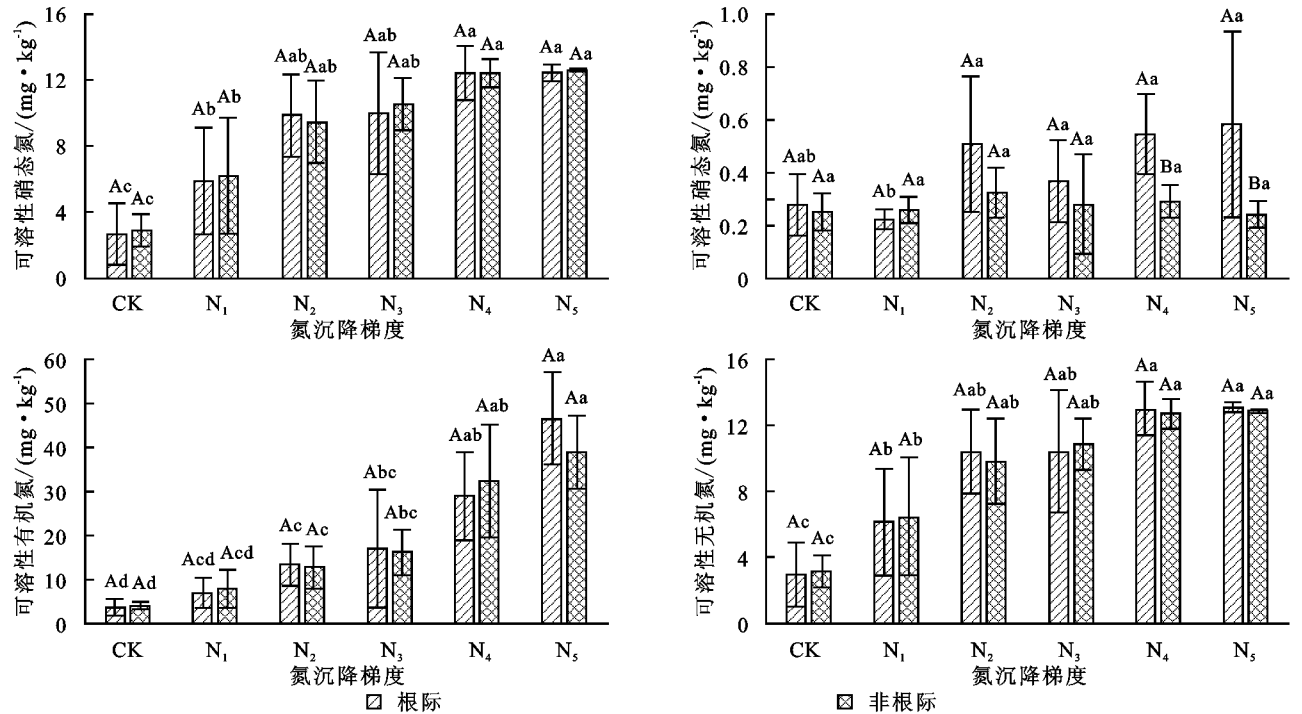 可溶性硝态氮/(mg·kg⁻¹)
16
12
8
4
0
Ac Ac Ab Ab Aab Aab Aab Aab Aa Aa Aa Aa
CK N₁ N₂ N₃ N₄ N₅
氮沉降梯度
可溶性硝态氮/(mg·kg⁻¹)
1.0
0.8
0.6
0.4
0.2
0
Aab Aa Ab Aa Aa Aa Aa Aa Aa Ba Aa Ba
CK N₁ N₂ N₃ N₄ N₅
氮沉降梯度
可溶性有机氮/(mg·kg⁻¹)
60
50
40
30
20
10
0
Ad Ad Acd Acd Ac Ac Abc Abc Aab Aab Aa Aa
CK N₁ N₂ N₃ N₄ N₅
氮沉降梯度
可溶性无机氮/(mg·kg⁻¹)
16
12
8
4
0
Ac Ac Ab Ab Aab Aab Aab Aab Aa Aa Aa Aa
CK N₁ N₂ N₃ N₄ N₅
氮沉降梯度
根际 非根际